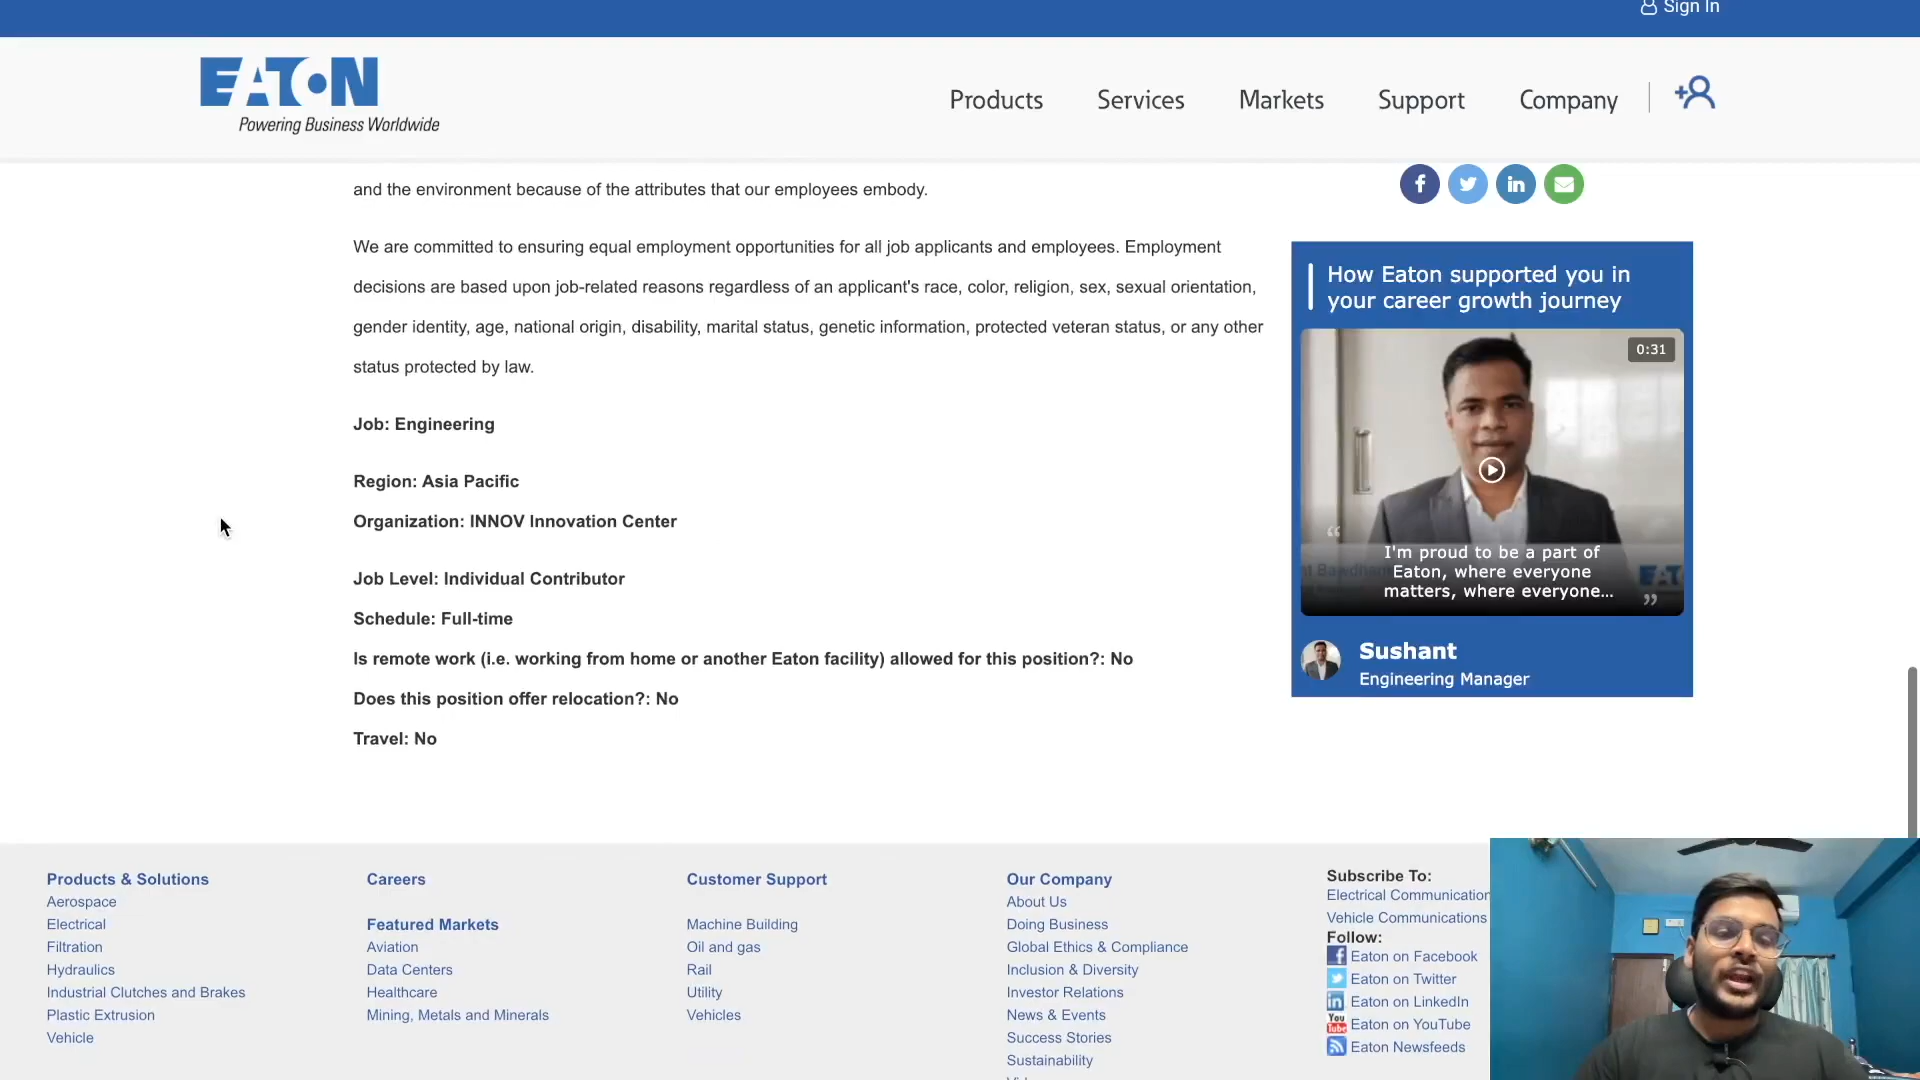 Sign In
EATON
Powering Business Worldwide
Products
Services
Markets
Support
Company
and the environment because of the attributes that our employees embody.
We are committed to ensuring equal employment opportunities for all job applicants and employees. Employment
decisions are based upon job-related reasons regardless of an applicant's race, color, religion, sex, sexual orientation,
gender identity, age, national origin, disability, marital status, genetic information, protected veteran status, or any other
status protected by law.
Job: Engineering
Region: Asia Pacific
Organization: INNOV Innovation Center
Job Level: Individual Contributor
Schedule: Full-time
Is remote work (i.e. working from home or another Eaton facility) allowed for this position?: No
Does this position offer relocation?: No
Travel: No
How Eaton supported you in
your career growth journey
0:31
“
I'm proud to be a part of
Eaton, where everyone
matters, where everyone...
”
Sushant
Engineering Manager
Products & Solutions
Aerospace
Electrical
Filtration
Hydraulics
Industrial Clutches and Brakes
Plastic Extrusion
Vehicle
Careers
Featured Markets
Aviation
Data Centers
Healthcare
Mining, Metals and Minerals
Customer Support
Machine Building
Oil and gas
Rail
Utility
Vehicles
Our Company
About Us
Doing Business
Global Ethics & Compliance
Inclusion & Diversity
Investor Relations
News & Events
Success Stories
Sustainability
Subscribe To:
Electrical Communication
Vehicle Communications
Follow:
Eaton on Facebook
Eaton on Twitter
Eaton on LinkedIn
You Tube Eaton on YouTube
Eaton Newsfeeds